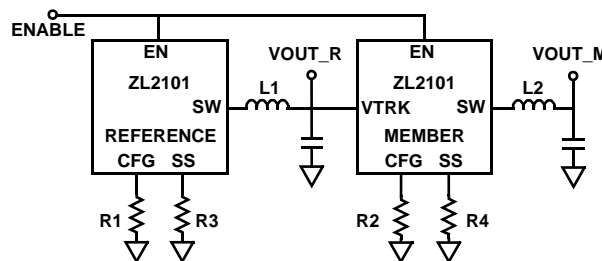 ENABLE
EN
ZL2101
SW
REFERENCE
CFG SS
R1
R3
L1
VOUT_R
EN
ZL2101
VTRK
SW
MEMBER
CFG SS
R2
R4
L2
VOUT_M